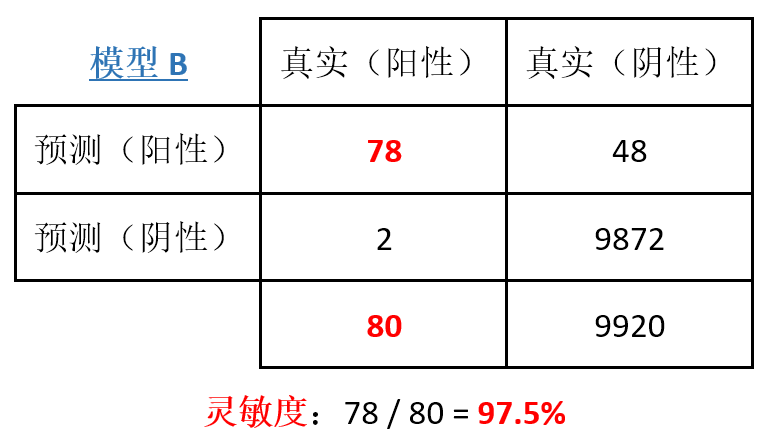 模型 B 真实（阳性） 真实（阴性）
预测（阳性） 78 48
预测（阴性） 2 9872
80 9920
灵敏度：78 / 80 = 97.5%